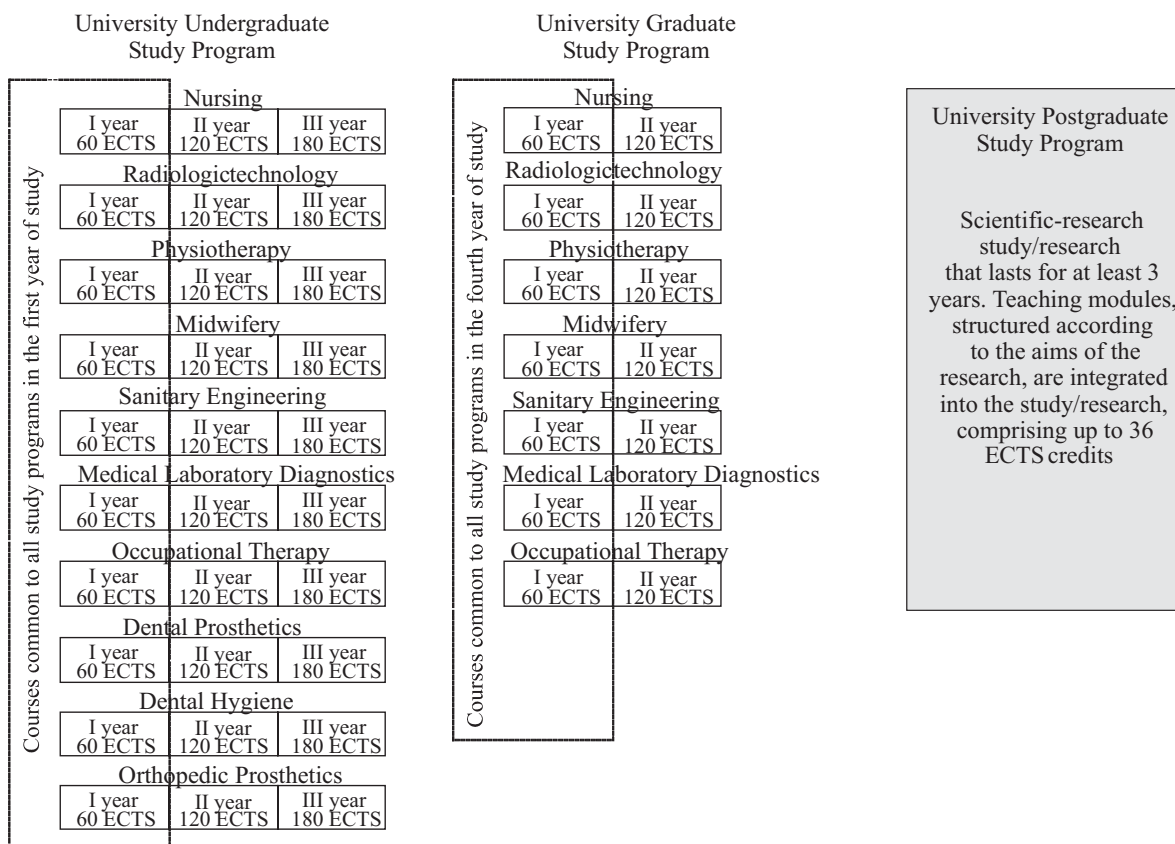 University Undergraduate
Study Program
Courses common to all study programs in the first year of study
Nursing
I year II year III year
60 ECTS 120 ECTS 180 ECTS
Radiologictechnology
I year II year III year
60 ECTS 120 ECTS 180 ECTS
Physiotherapy
I year II year III year
60 ECTS 120 ECTS 180 ECTS
Midwifery
I year II year III year
60 ECTS 120 ECTS 180 ECTS
Sanitary Engineering
I year II year III year
60 ECTS 120 ECTS 180 ECTS
Medical Laboratory Diagnostics
I year II year III year
60 ECTS 120 ECTS 180 ECTS
Occupational Therapy
I year II year III year
60 ECTS 120 ECTS 180 ECTS
Dental Prosthetics
I year II year III year
60 ECTS 120 ECTS 180 ECTS
Dental Hygiene
I year II year III year
60 ECTS 120 ECTS 180 ECTS
Orthopedic Prosthetics
I year II year III year
60 ECTS 120 ECTS 180 ECTS
University Graduate
Study Program
Courses common to all study programs in the fourth year of study
Nursing
I year II year
60 ECTS 120 ECTS
Radiologictechnology
I year II year
60 ECTS 120 ECTS
Physiotherapy
I year II year
60 ECTS 120 ECTS
Midwifery
I year II year
60 ECTS 120 ECTS
Sanitary Engineering
I year II year
60 ECTS 120 ECTS
Medical Laboratory Diagnostics
I year II year
60 ECTS 120 ECTS
Occupational Therapy
I year II year
60 ECTS 120 ECTS
University Postgraduate
Study Program
Scientific-research
study/research
that lasts for at least 3
years. Teaching modules,
structured according
to the aims of the
research, are integrated
into the study/research,
comprising up to 36
ECTS credits